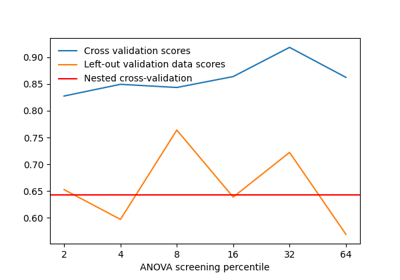 Cross validation scores
Left-out validation data scores
Nested cross-validation
0.90
0.85
0.80
0.75
0.70
0.65
0.60
2 4 8 16 32 64
ANOVA screening percentile